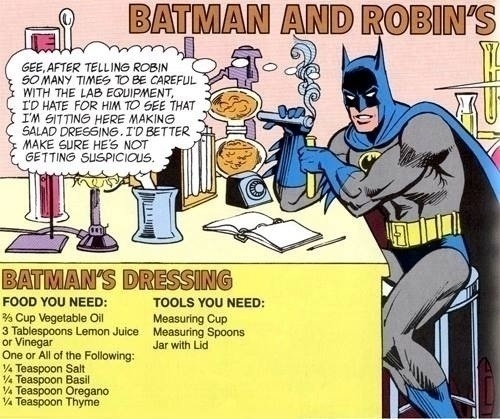 BATMAN AND ROBIN'S
GEE, AFTER TELLING ROBIN
SO MANY TIMES TO BE CAREFUL
WITH THE LAB EQUIPMENT,
I'D HATE FOR HIM TO SEE THAT
I'M SITTING HERE MAKING
SALAD DRESSING. I'D BETTER
MAKE SURE HE'S NOT
GETTING SUSPICIOUS.
BATMAN'S DRESSING
FOOD YOU NEED:
⅔ Cup Vegetable Oil
3 Tablespoons Lemon Juice
or Vinegar
One or All of the Following:
¼ Teaspoon Salt
¼ Teaspoon Basil
¼ Teaspoon Oregano
¼ Teaspoon Thyme
TOOLS YOU NEED:
Measuring Cup
Measuring Spoons
Jar with Lid